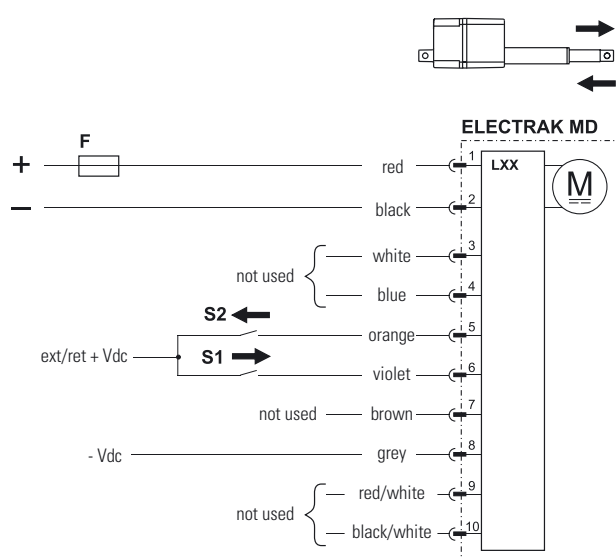 ELECTRAK MD
F
+ red 1 LXX
M
− black 2
white 3
not used
blue 4
S2
orange 5
ext/ret + Vdc
S1
violet 6
not used brown 7
- Vdc grey 8
red/white 9
not used
black/white 10